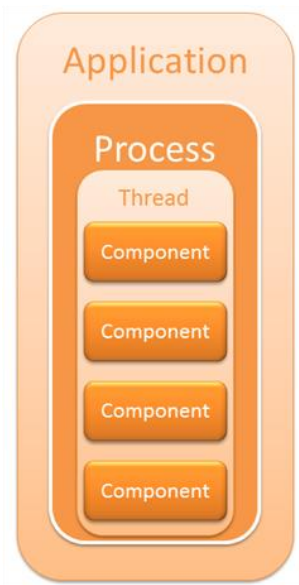 Application
Process
Thread
Component
Component
Component
Component